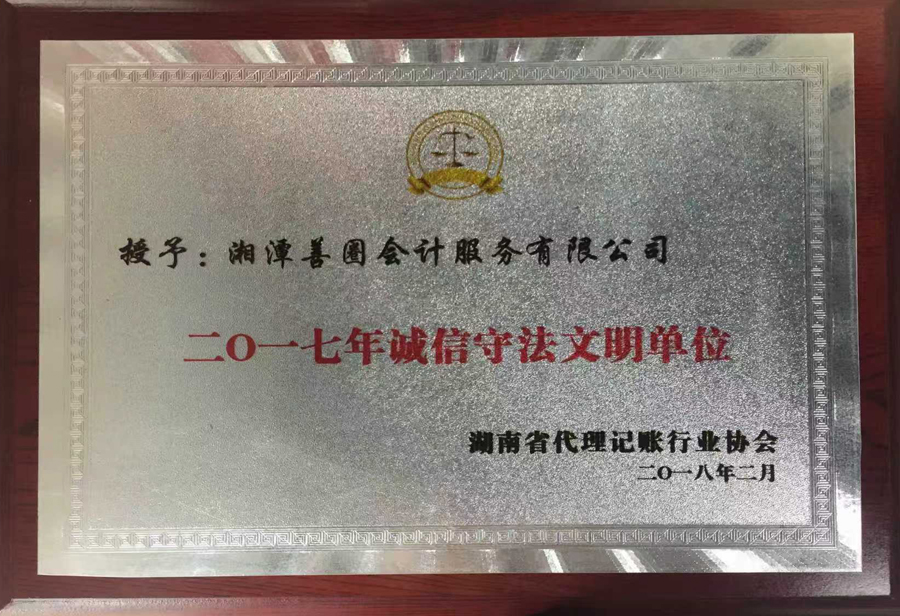 授予：湘潭善圈会计服务有限公司
二〇一七年诚信守法文明单位
湖南省代理记账行业协会
二〇一八年二月